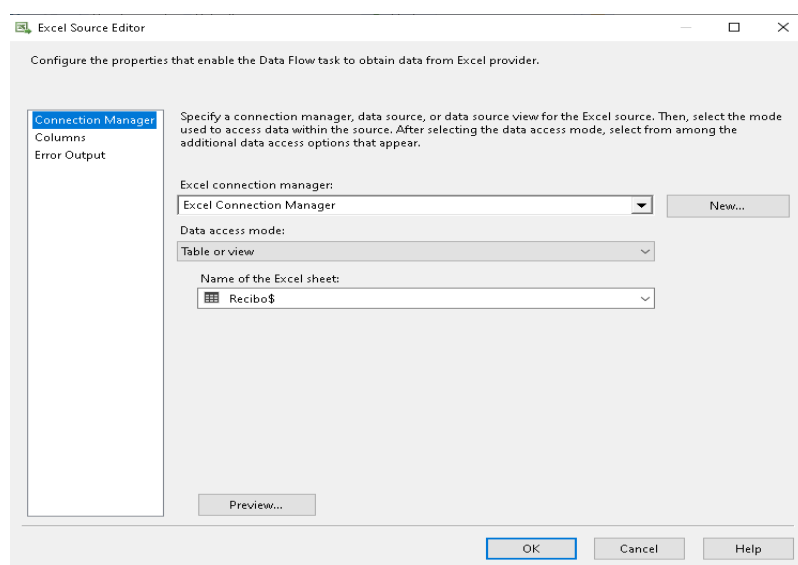 Excel Source Editor
Configure the properties that enable the Data Flow task to obtain data from Excel provider.
Connection Manager
Columns
Error Output
Specify a connection manager, data source, or data source view for the Excel source. Then, select the mode
used to access data within the source. After selecting the data access mode, select from among the
additional data access options that appear.
Excel connection manager:
Excel Connection Manager
New...
Data access mode:
Table or view
Name of the Excel sheet:
Recibo$
Preview...
OK
Cancel
Help